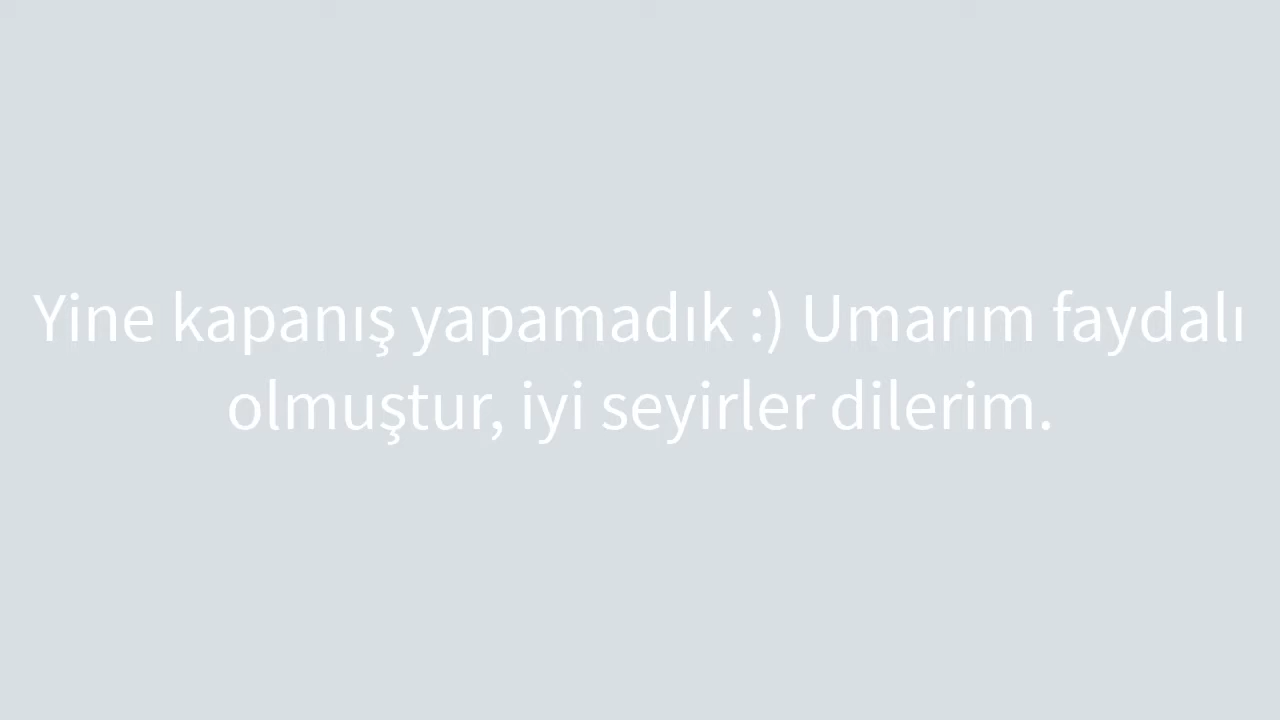 Yine kapanış yapamadık :) Umarım faydalı
olmuştur, iyi seyirler dilerim.